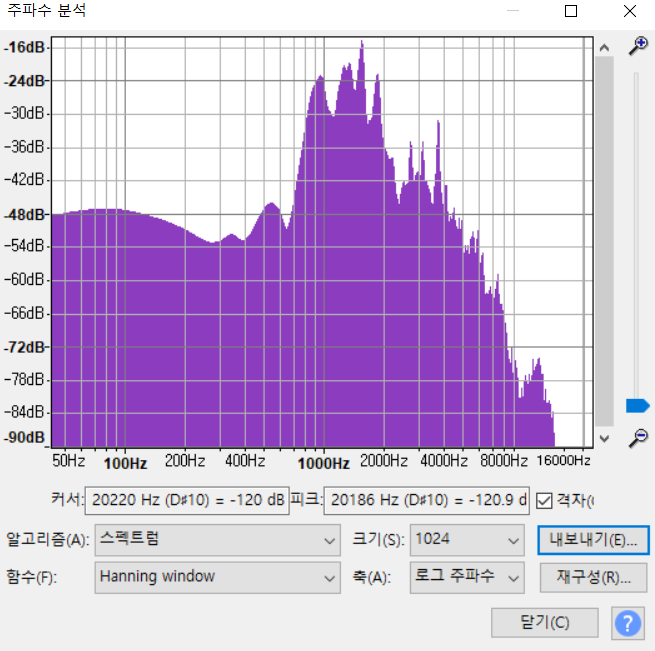 주파수 분석
-16dB
-24dB
-30dB
-36dB
-42dB
-48dB
-54dB
-60dB
-66dB
-72dB
-78dB
-84dB
-90dB
50Hz 100Hz 200Hz 400Hz 1000Hz 2000Hz 4000Hz 8000Hz 16000Hz
커서: 20220 Hz (D♯10) = -120 dB 피크: 20186 Hz (D♯10) = -120.9 d 격자(
알고리즘(A): 스펙트럼 크기(S): 1024 내보내기(E)...
함수(F): Hanning window 축(A): 로그 주파수 재구성(R)...
닫기(C) ?